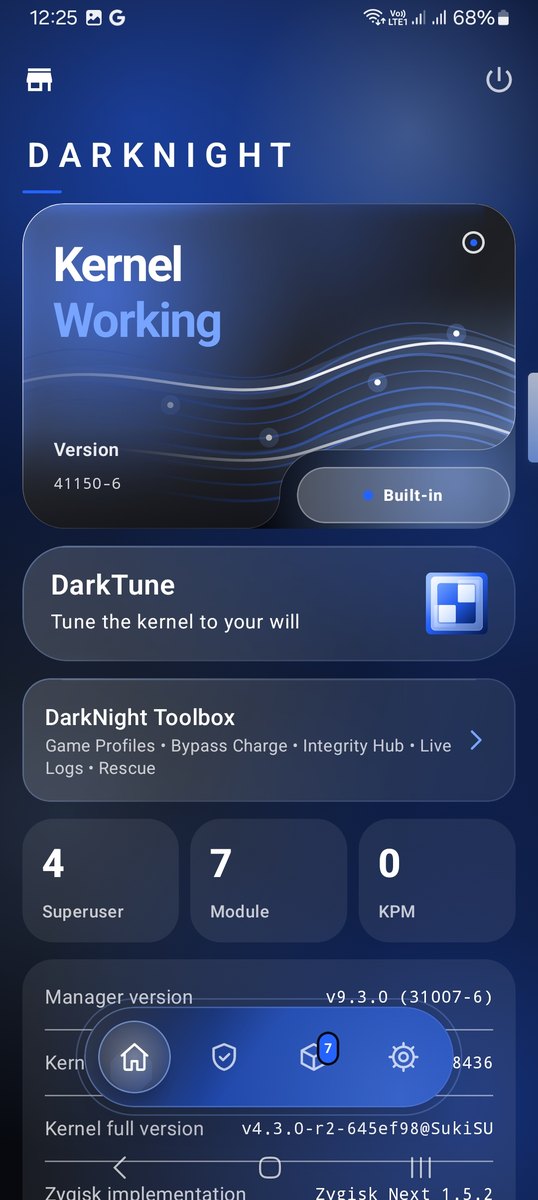 12:25 Vo)) LTE1 68%
DARKNIGHT
Kernel
Working
Version
41150-6
Built-in
DarkTune
Tune the kernel to your will
DarkNight Toolbox
Game Profiles • Bypass Charge • Integrity Hub • Live
Logs • Rescue
4 7 0
Superuser Module KPM
Manager version v9.3.0 (31007-6)
7
Kern 8436
Kernel full version v4.3.0-r2-645ef98@SukiSU
Zygisk implementation Zygisk Next 1.5.2